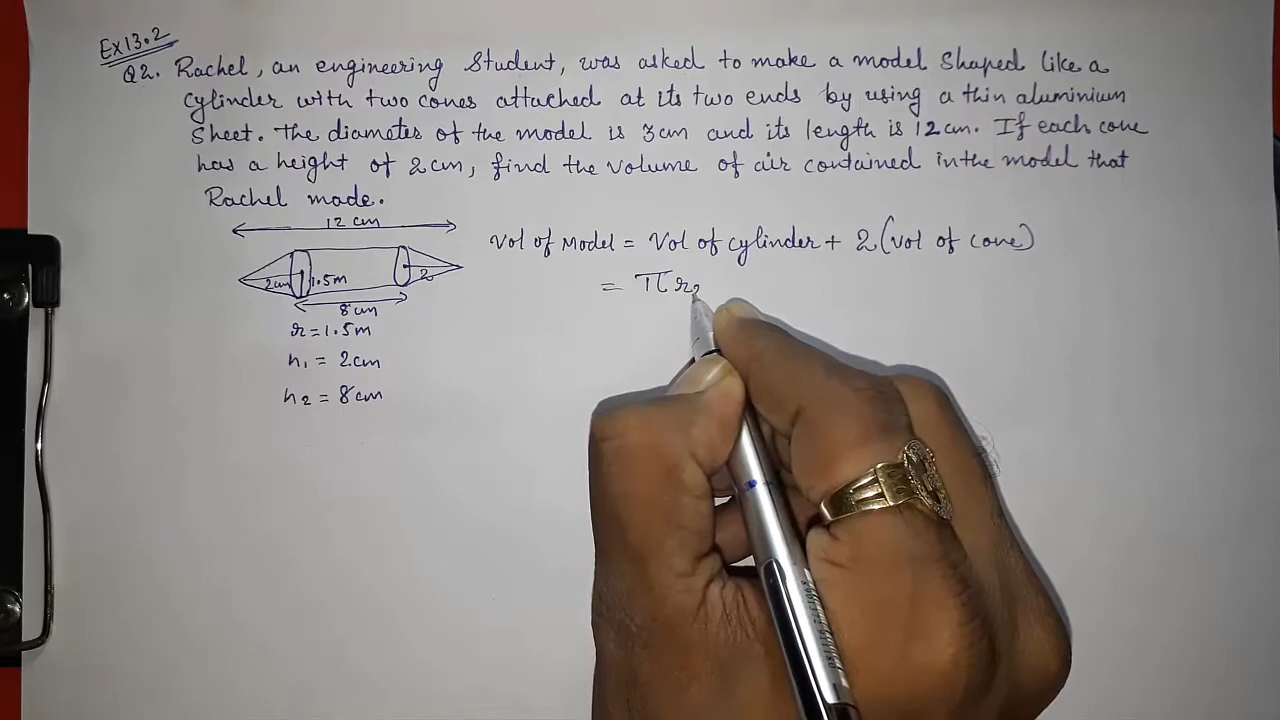 Ex 13.2
Q2. Rachel, an engineering Student, was asked to make a model Shaped like a
cylinder with two cones attached at its two ends by using a thin aluminium
Sheet. The diameter of the model is 3cm and its length is 12cm. If each cone
has a height of 2cm, find the volume of air contained in the model that
Rachel made.
12 cm
Vol of Model = Vol of cylinder + 2(vol of cone)
2cm 1.5m 2
= πr2
8cm
r = 1.5m
h1 = 2cm
h2 = 8cm